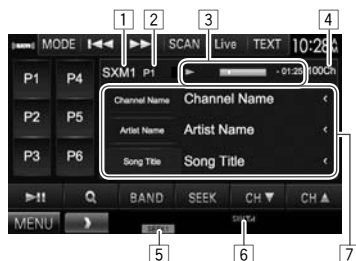 1 2 3 4
MODE SCAN Live TEXT 10:28
P1 P4 SXM1 P1 01:25 100Ch
Channel Name Channel Name
P2 P5 Artist Name Artist Name
P3 P6 Song Title Song Title
BAND SEEK CH▼ CH▲
MENU
5 6 7